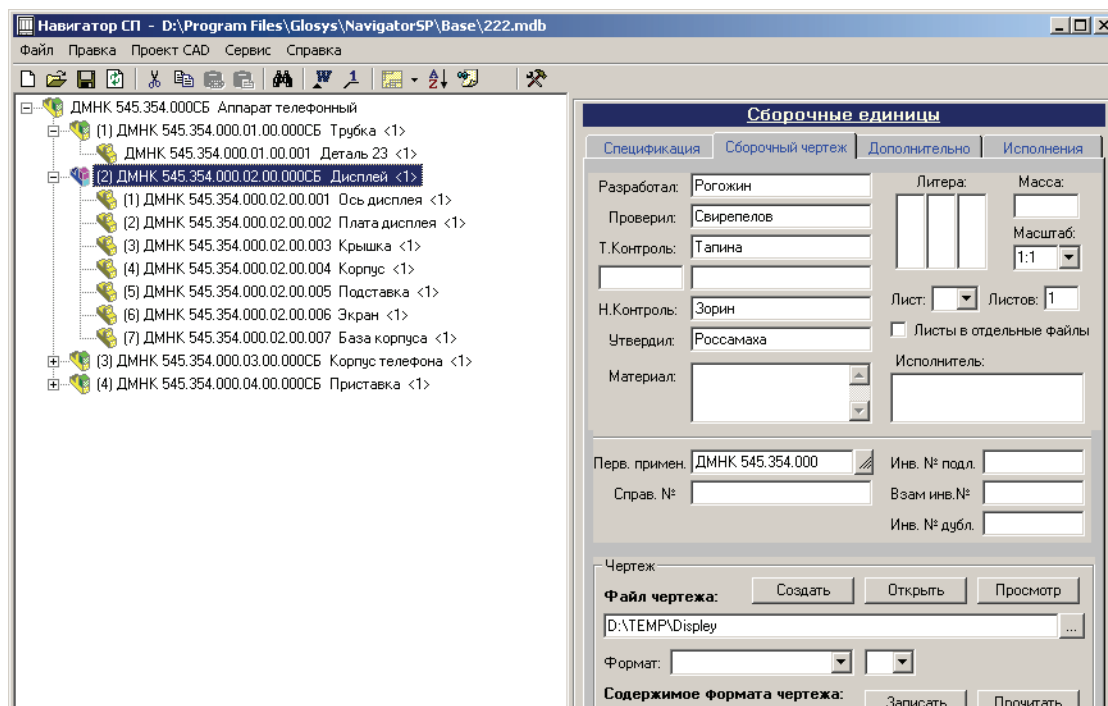 Навигатор СП - D:\Program Files\Glosys\NavigatorSP\Base\222.mdb
Файл Правка Проект CAD Сервис Справка
ДМНК 545.354.000СБ Аппарат телефонный
(1) ДМНК 545.354.000.01.00.000СБ Трубка <1>
ДМНК 545.354.000.01.00.001 Деталь 23 <1>
(2) ДМНК 545.354.000.02.00.000СБ Дисплей <1>
(1) ДМНК 545.354.000.02.00.001 Ось дисплея <1>
(2) ДМНК 545.354.000.02.00.002 Плата дисплея <1>
(3) ДМНК 545.354.000.02.00.003 Крышка <1>
(4) ДМНК 545.354.000.02.00.004 Корпус <1>
(5) ДМНК 545.354.000.02.00.005 Подставка <1>
(6) ДМНК 545.354.000.02.00.006 Экран <1>
(7) ДМНК 545.354.000.02.00.007 База корпуса <1>
(3) ДМНК 545.354.000.03.00.000СБ Корпус телефона <1>
(4) ДМНК 545.354.000.04.00.000СБ Приставка <1>
Сборочные единицы
Спецификация Сборочный чертеж Дополнительно Исполнения
Разработал: Рогожин
Проверил: Свирепелов
Т.Контроль: Тапина
Н.Контроль: Зорин
Утвердил: Россамаха
Материал:
Литера: Масса:
Масштаб:
1:1
Лист: Листов: 1
Листы в отдельные файлы
Исполнитель:
Перв. примен. ДМНК 545.354.000
Справ. №
Инв. № подл.
Взам инв.№
Инв. № дубл.
Чертеж
Файл чертежа: Создать Открыть Просмотр
D:\TEMP\Displey ...
Формат:
Содержимое формата чертежа: Записать Прочитать